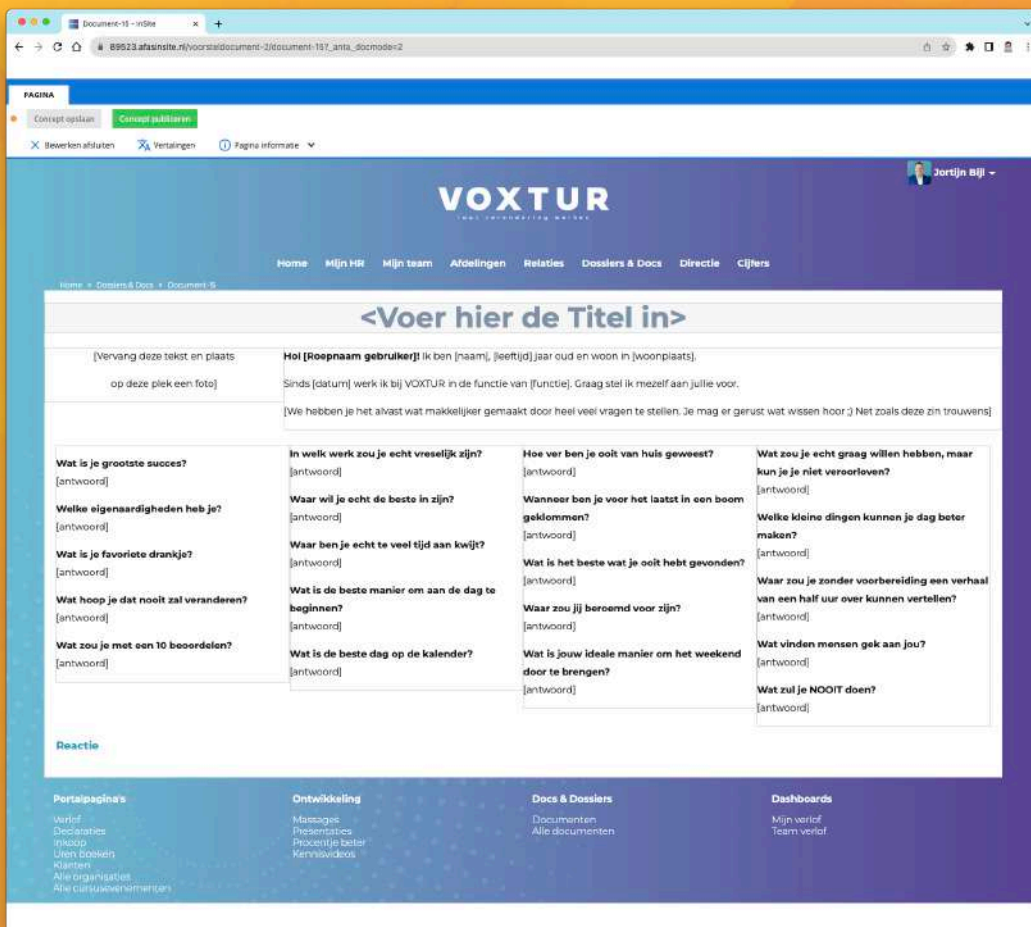 Document-15 - InSite
89523.afasinsite.nl/voorsteldocument-2/document-15?_anta_docmode=2
PAGINA
Concept opslaan
Concept publiceren
Bewerken afsluiten
Vertalingen
Pagina informatie
Jortijn Bijl
VOXTUR
laat verandering werken
Home
Mijn HR
Mijn team
Afdelingen
Relaties
Dossiers & Docs
Directie
Cijfers
Home > Dossiers & Docs > Document-15
<Voer hier de Titel in>
[Vervang deze tekst en plaats
op deze plek een foto]
Hoi [Roepnaam gebruiker]! Ik ben [naam], [leeftijd] jaar oud en woon in [woonplaats].
Sinds [datum] werk ik bij VOXTUR in de functie van [functie]. Graag stel ik mezelf aan jullie voor.
[We hebben je het alvast wat makkelijker gemaakt door heel veel vragen te stellen. Je mag er gerust wat wissen hoor ;) Net zoals deze zin trouwens]
Wat is je grootste succes?
[antwoord]
Welke eigenaardigheden heb je?
[antwoord]
Wat is je favoriete drankje?
[antwoord]
Wat hoop je dat nooit zal veranderen?
[antwoord]
Wat zou je met een 10 beoordelen?
[antwoord]
In welk werk zou je echt vreselijk zijn?
[antwoord]
Waar wil je echt de beste in zijn?
[antwoord]
Waar ben je echt te veel tijd aan kwijt?
[antwoord]
Wat is de beste manier om aan de dag te
beginnen?
[antwoord]
Wat is de beste dag op de kalender?
[antwoord]
Hoe ver ben je ooit van huis geweest?
[antwoord]
Wanneer ben je voor het laatst in een boom
geklommen?
[antwoord]
Wat is het beste wat je ooit hebt gevonden?
[antwoord]
Waar zou jij beroemd voor zijn?
[antwoord]
Wat is jouw ideale manier om het weekend
door te brengen?
[antwoord]
Wat zou je echt graag willen hebben, maar
kun je je niet veroorloven?
[antwoord]
Welke kleine dingen kunnen je dag beter
maken?
[antwoord]
Waar zou je zonder voorbereiding een verhaal
van een half uur over kunnen vertellen?
[antwoord]
Wat vinden mensen gek aan jou?
[antwoord]
Wat zul je NOOIT doen?
[antwoord]
Reactie
Portalpagina's
Verlof
Declaraties
Inkoop
Uren boeken
Klanten
Alle organisaties
Alle cursusevenementen
Ontwikkeling
Massages
Presentaties
Procentje beter
Kennisvideos
Docs & Dossiers
Documenten
Alle documenten
Dashboards
Mijn verlof
Team verlof